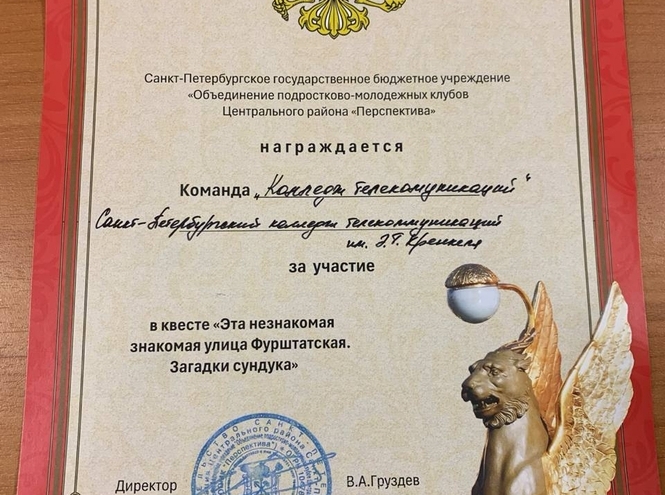 Санкт-Петербургское государственное бюджетное учреждение
«Объединение подростково-молодежных клубов
Центрального района «Перспектива»
награждается
Команда „Колледж телекомуникаций"
Санкт-Петербургский колледж телекоммуникаций
им. Э.Т. Кренкеля
за участие
в квесте «Эта незнакомая
знакомая улица Фурштатская.
Загадки сундука»
Директор В.А.Груздев